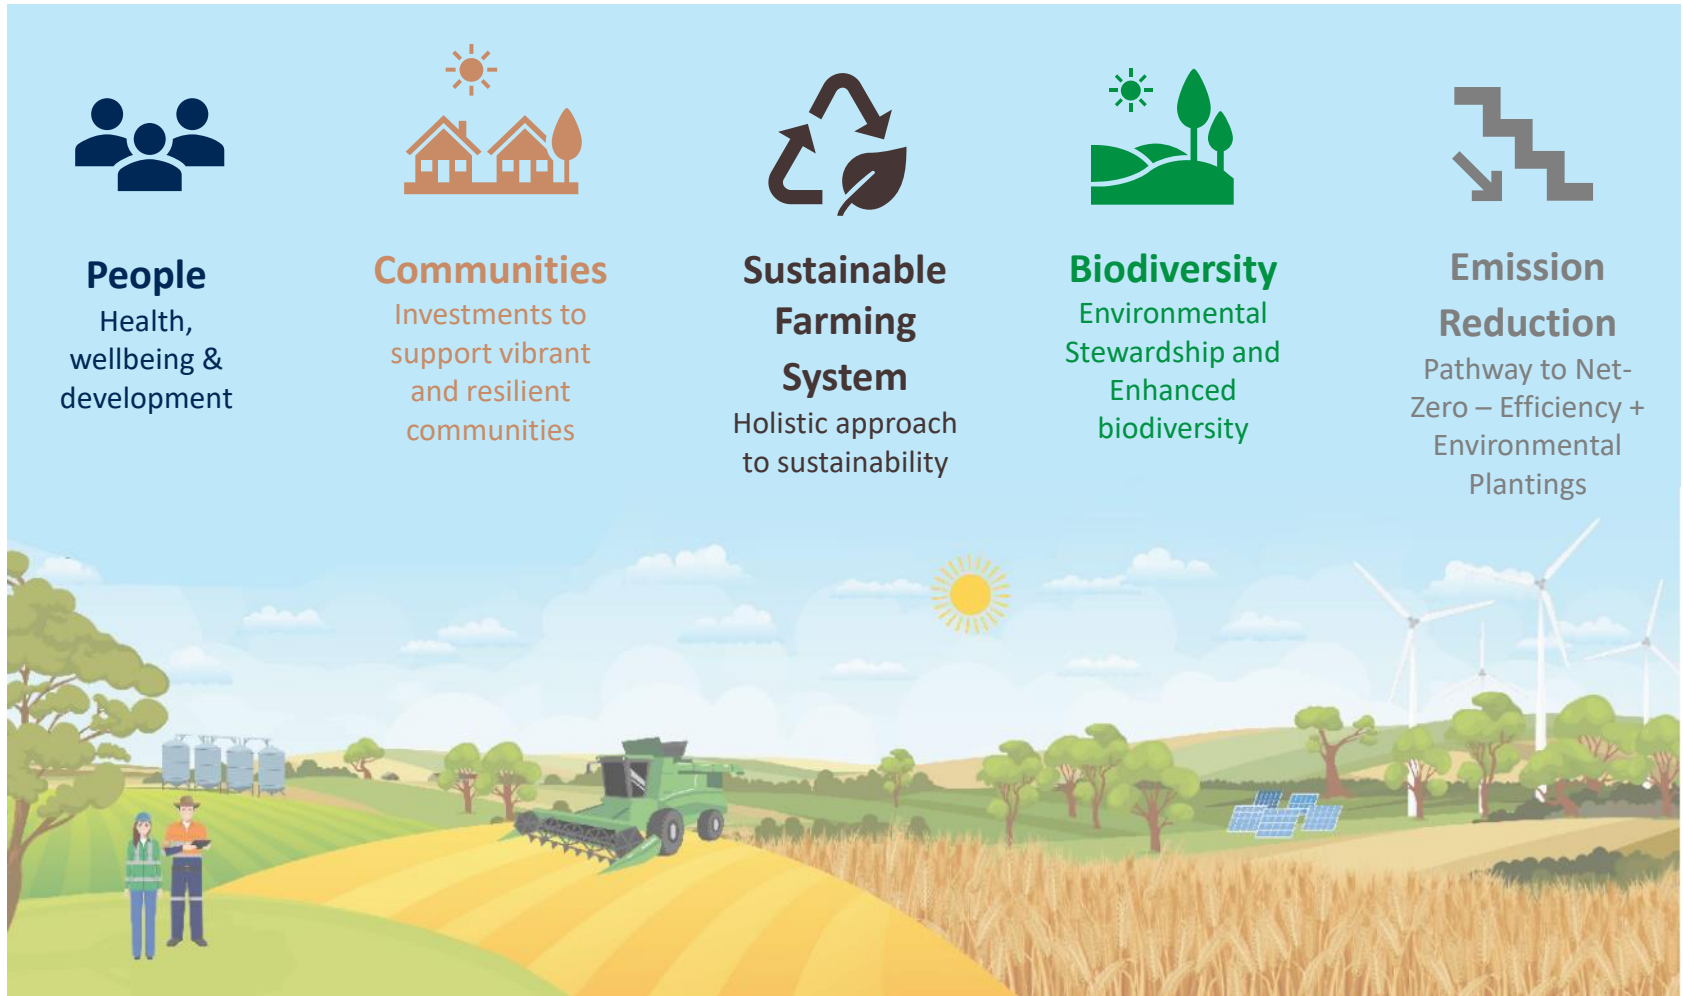 People
Health,
wellbeing &
development
Communities
Investments to
support vibrant
and resilient
communities
Sustainable
Farming
System
Holistic approach
to sustainability
Biodiversity
Environmental
Stewardship and
Enhanced
biodiversity
Emission
Reduction
Pathway to Net-
Zero – Efficiency +
Environmental
Plantings